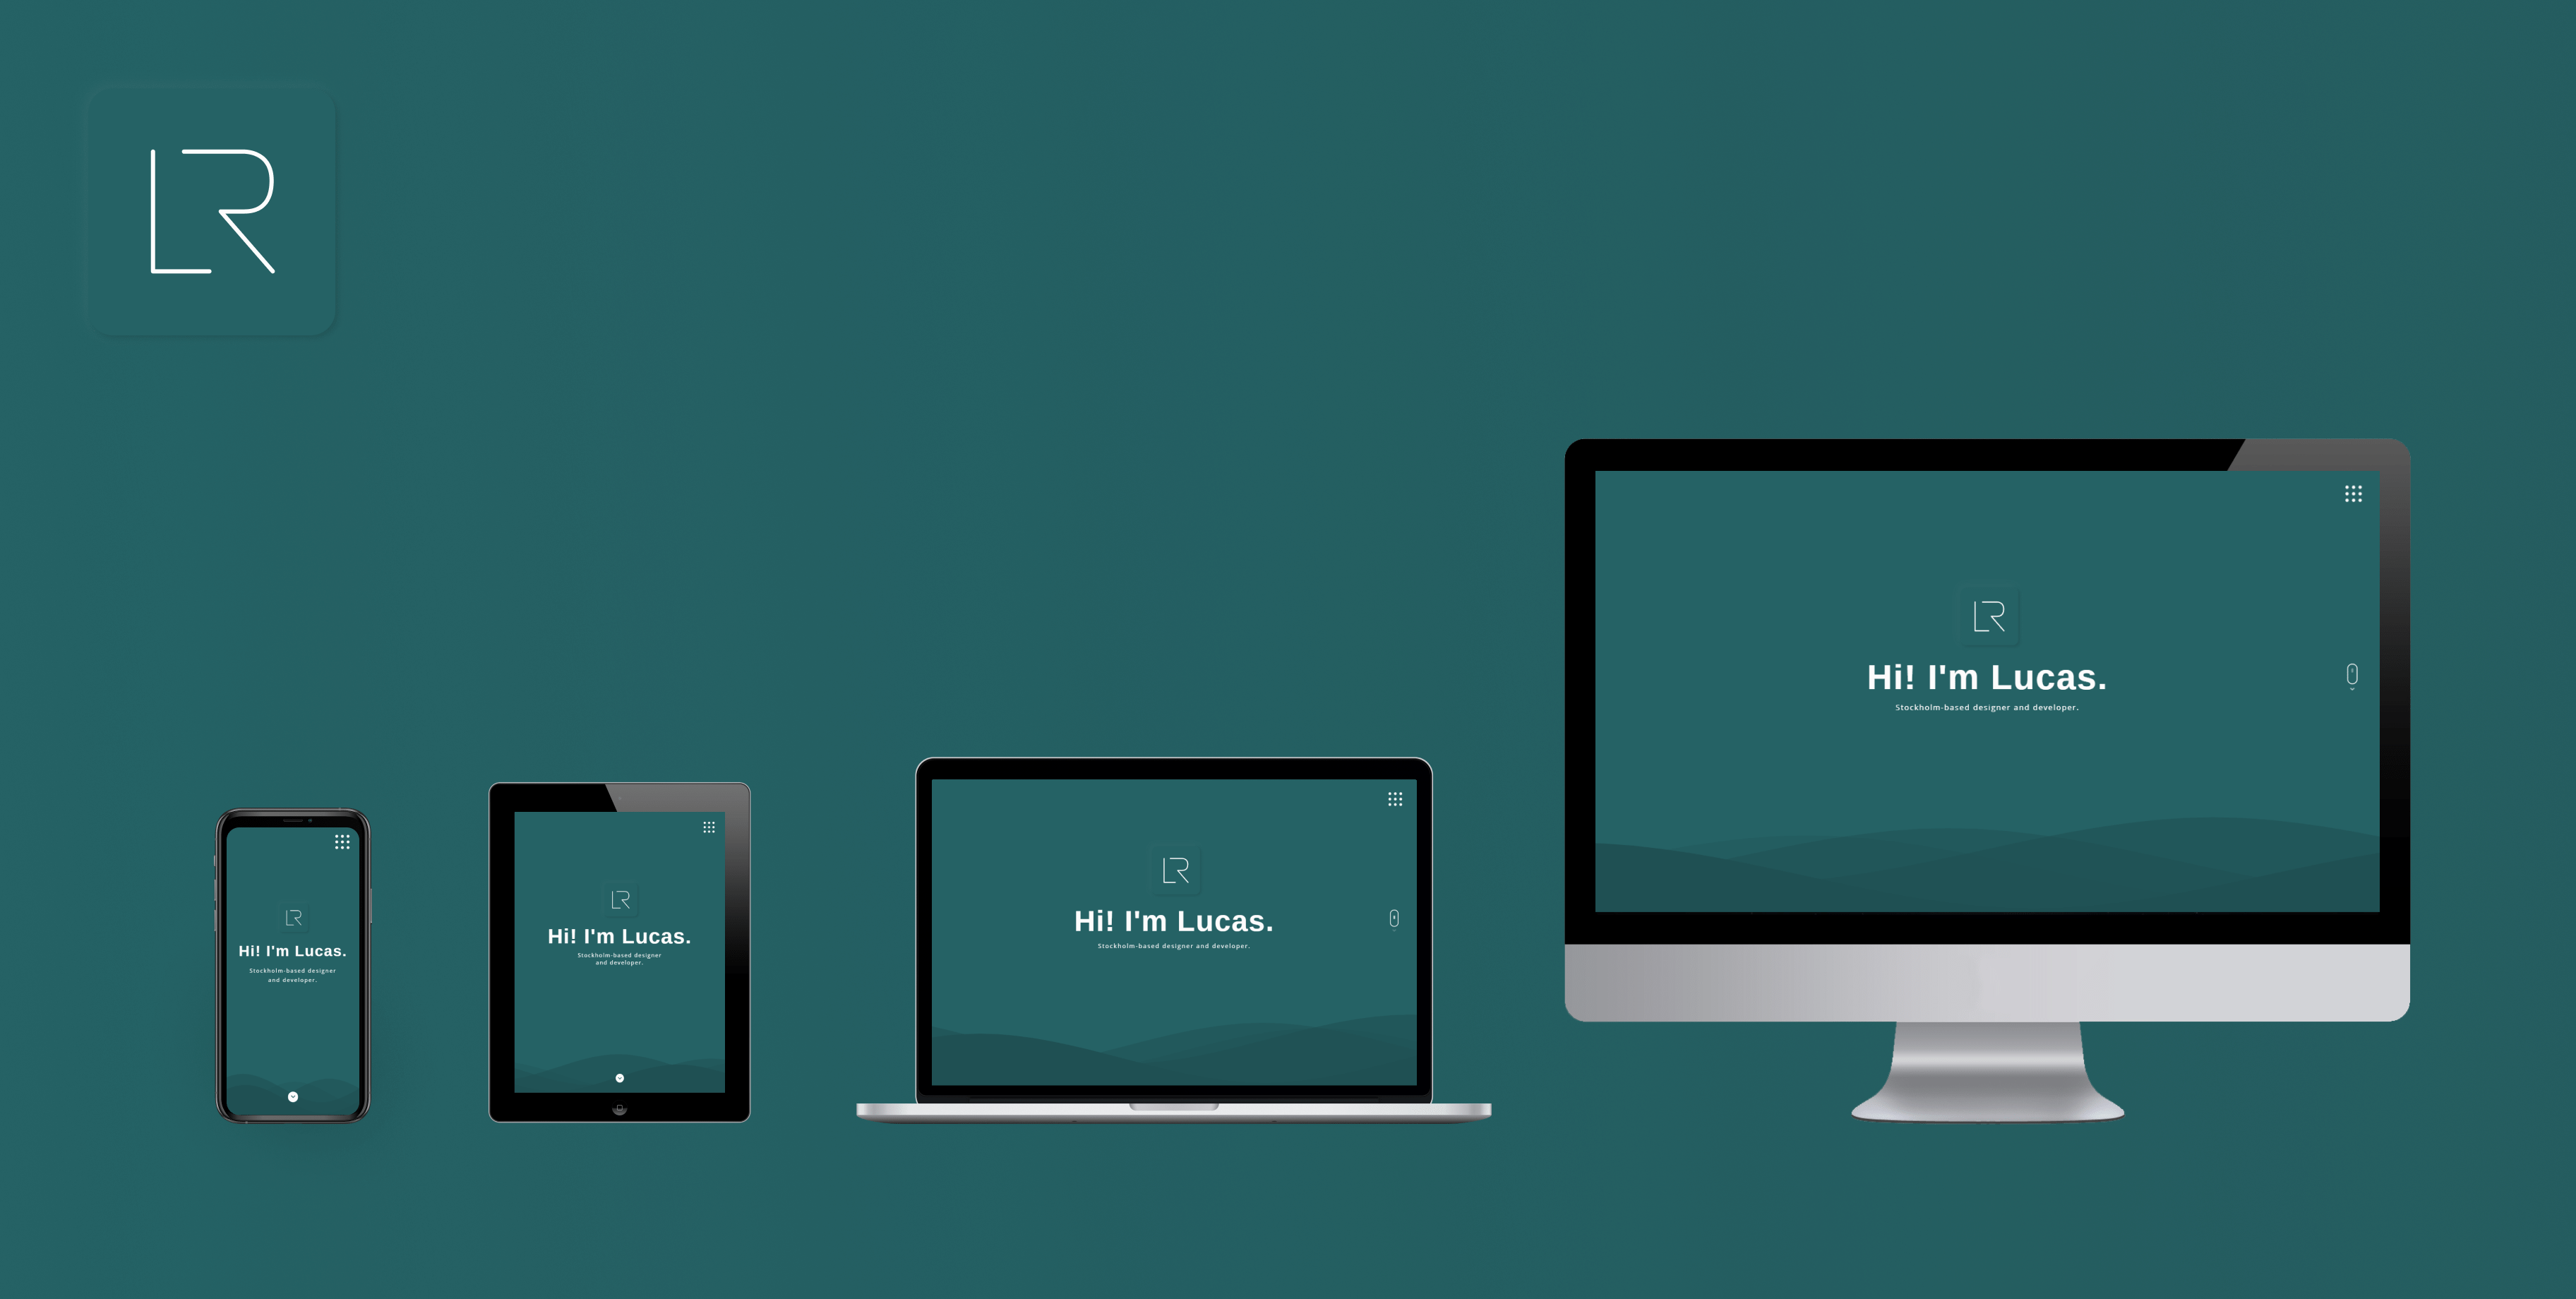 LR
LR
Hi! I'm Lucas.
Stockholm-based designer
and developer.
LR
Hi! I'm Lucas.
Stockholm-based designer
and developer.
LR
Hi! I'm Lucas.
Stockholm-based designer and developer.
LR
Hi! I'm Lucas.
Stockholm-based designer and developer.